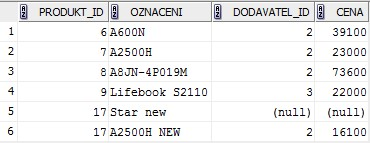 PRODUKT_ID OZNACENI DODAVATEL_ID CENA
1 6 A600N 2 39100
2 7 A2500H 2 23000
3 8 A8JN-4P019M 2 73600
4 9 Lifebook S2110 3 22000
5 17 Star new (null) (null)
6 17 A2500H NEW 2 16100